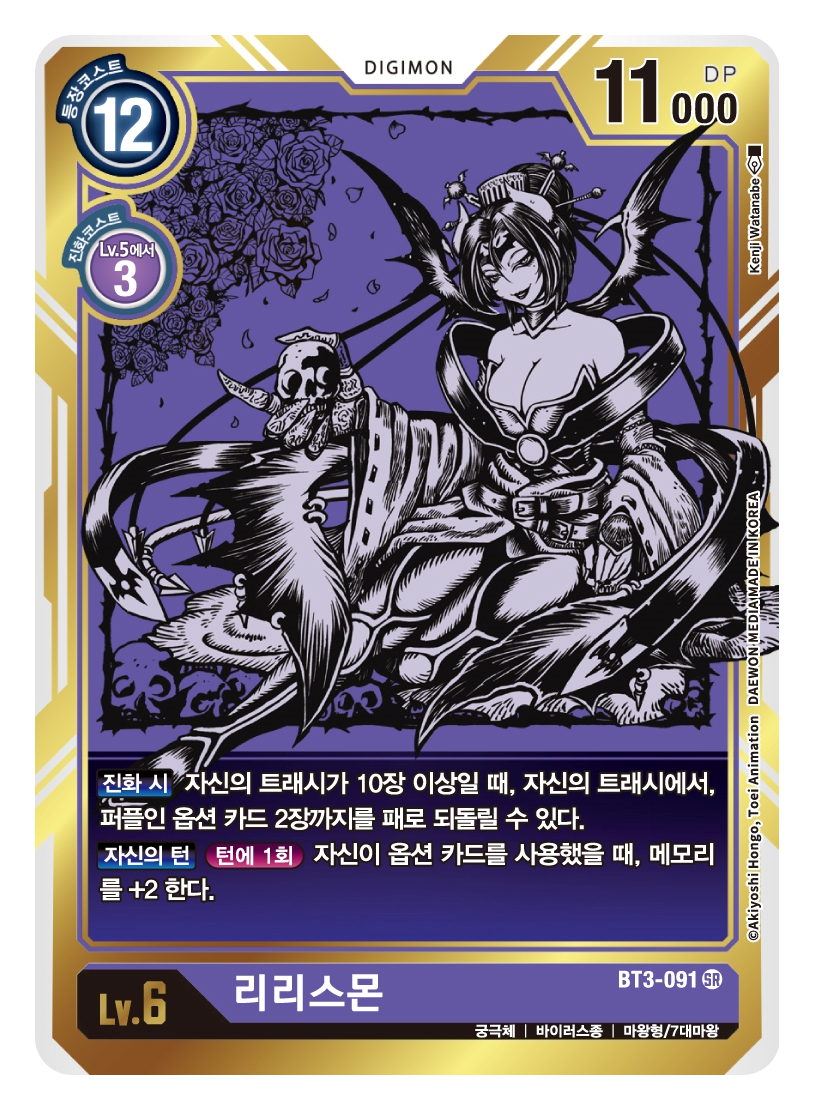 DIGIMON
등장코스트
12
DP
11000
진화코스트
Lv.5에서
3
Kenji Watanabe
DAEWON MEDIA MADE IN KOREA
©Akiyoshi Hongo, Toei Animation
진화 시 자신의 트래시가 10장 이상일 때, 자신의 트래시에서,
퍼플인 옵션 카드 2장까지를 패로 되돌릴 수 있다.
자신의 턴 턴에 1회 자신이 옵션 카드를 사용했을 때, 메모리
를 +2 한다.
Lv.6
리리스몬
BT3-091 SR
궁극체 | 바이러스종 | 마왕형/7대마왕